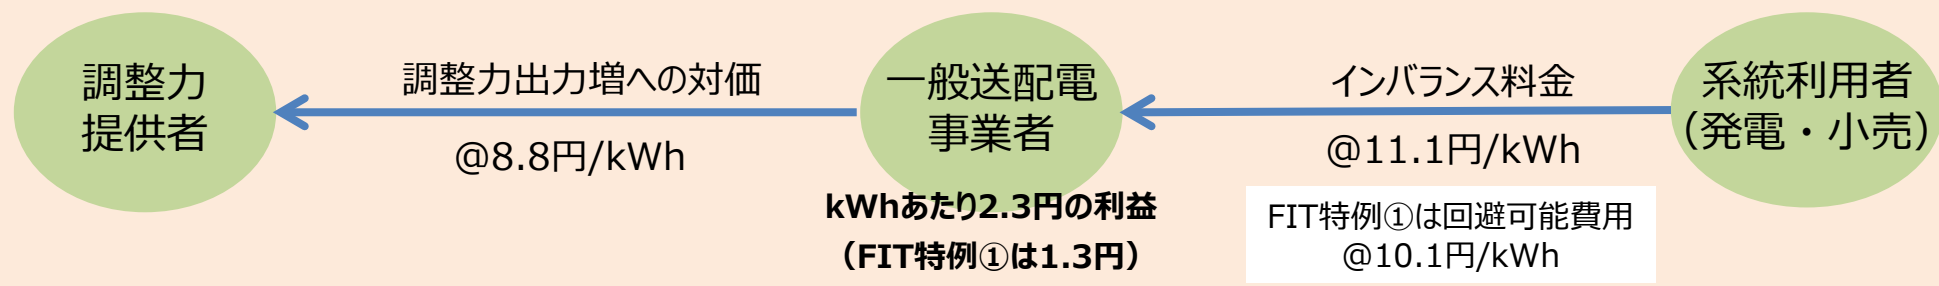 調整力
提供者
調整力出力増への対価
@8.8円/kWh
一般送配電
事業者
kWhあたり2.3円の利益
（FIT特例①は1.3円）
インバランス料金
@11.1円/kWh
FIT特例①は回避可能費用
@10.1円/kWh
系統利用者
（発電・小売）